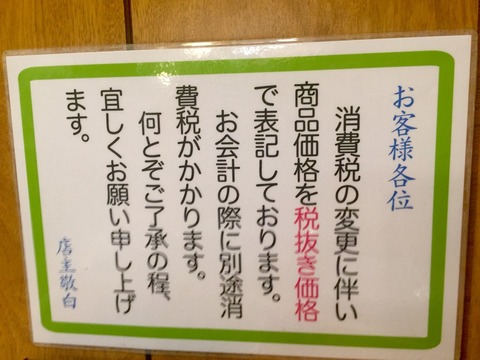 お客様各位
消費税の変更に伴い
商品価格を税抜き価格
で表記しております。
お会計の際に別途消
費税がかかります。
何とぞご了承の程、
宜しくお願い申し上げ
ます。
店主敬白